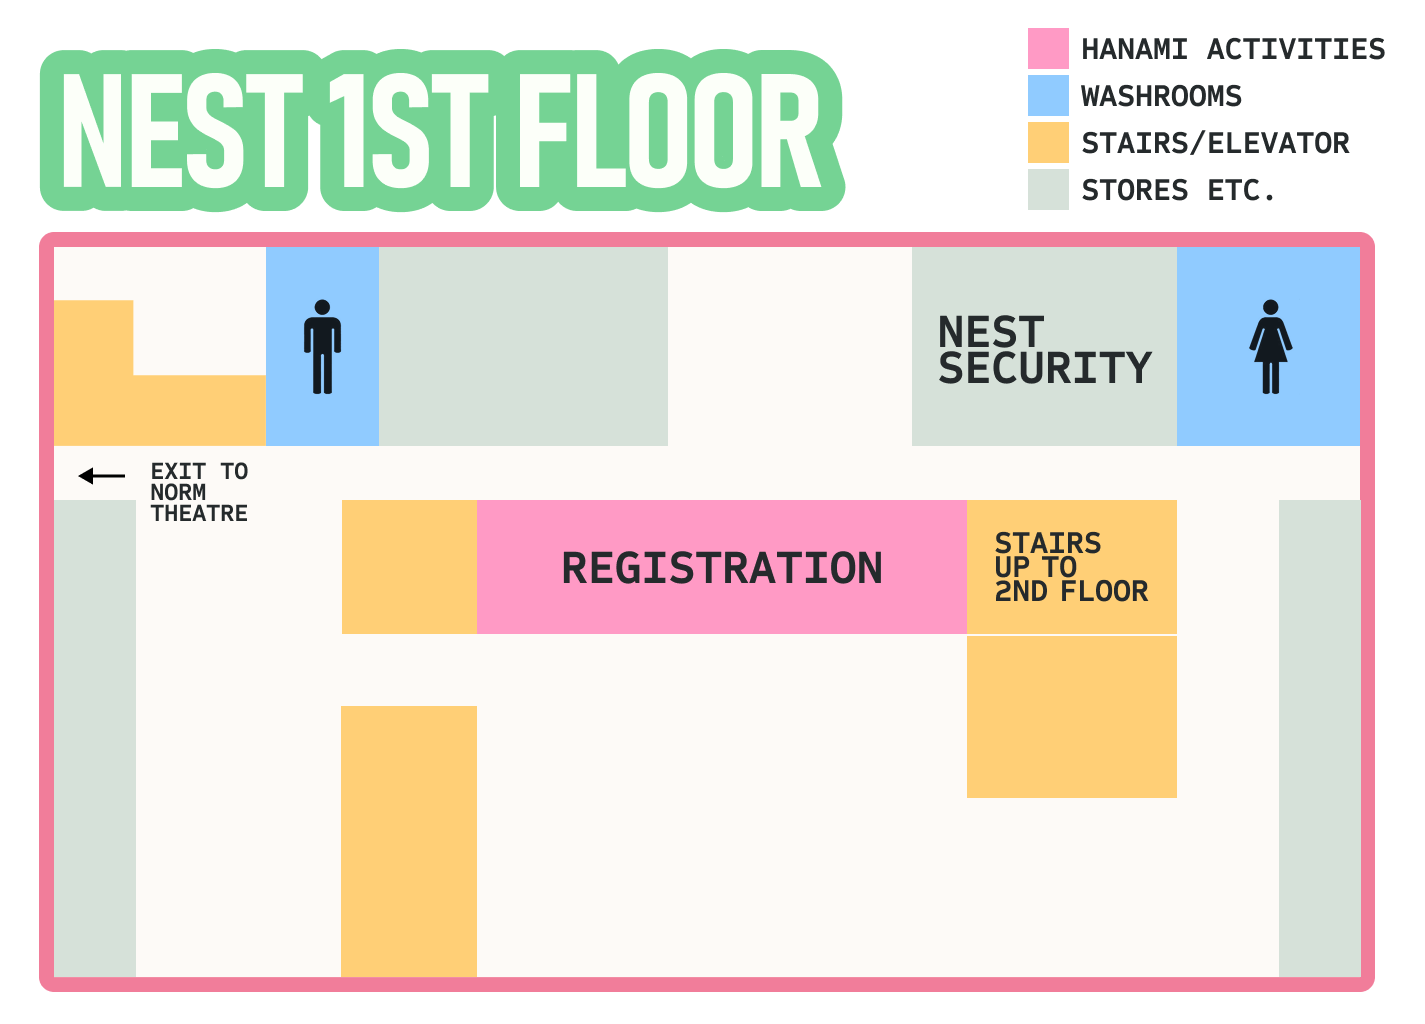 NEST 1ST FLOOR
HANAMI ACTIVITIES
WASHROOMS
STAIRS/ELEVATOR
STORES ETC.
NEST
SECURITY
EXIT TO
NORM
THEATRE
REGISTRATION
STAIRS
UP TO
2ND FLOOR